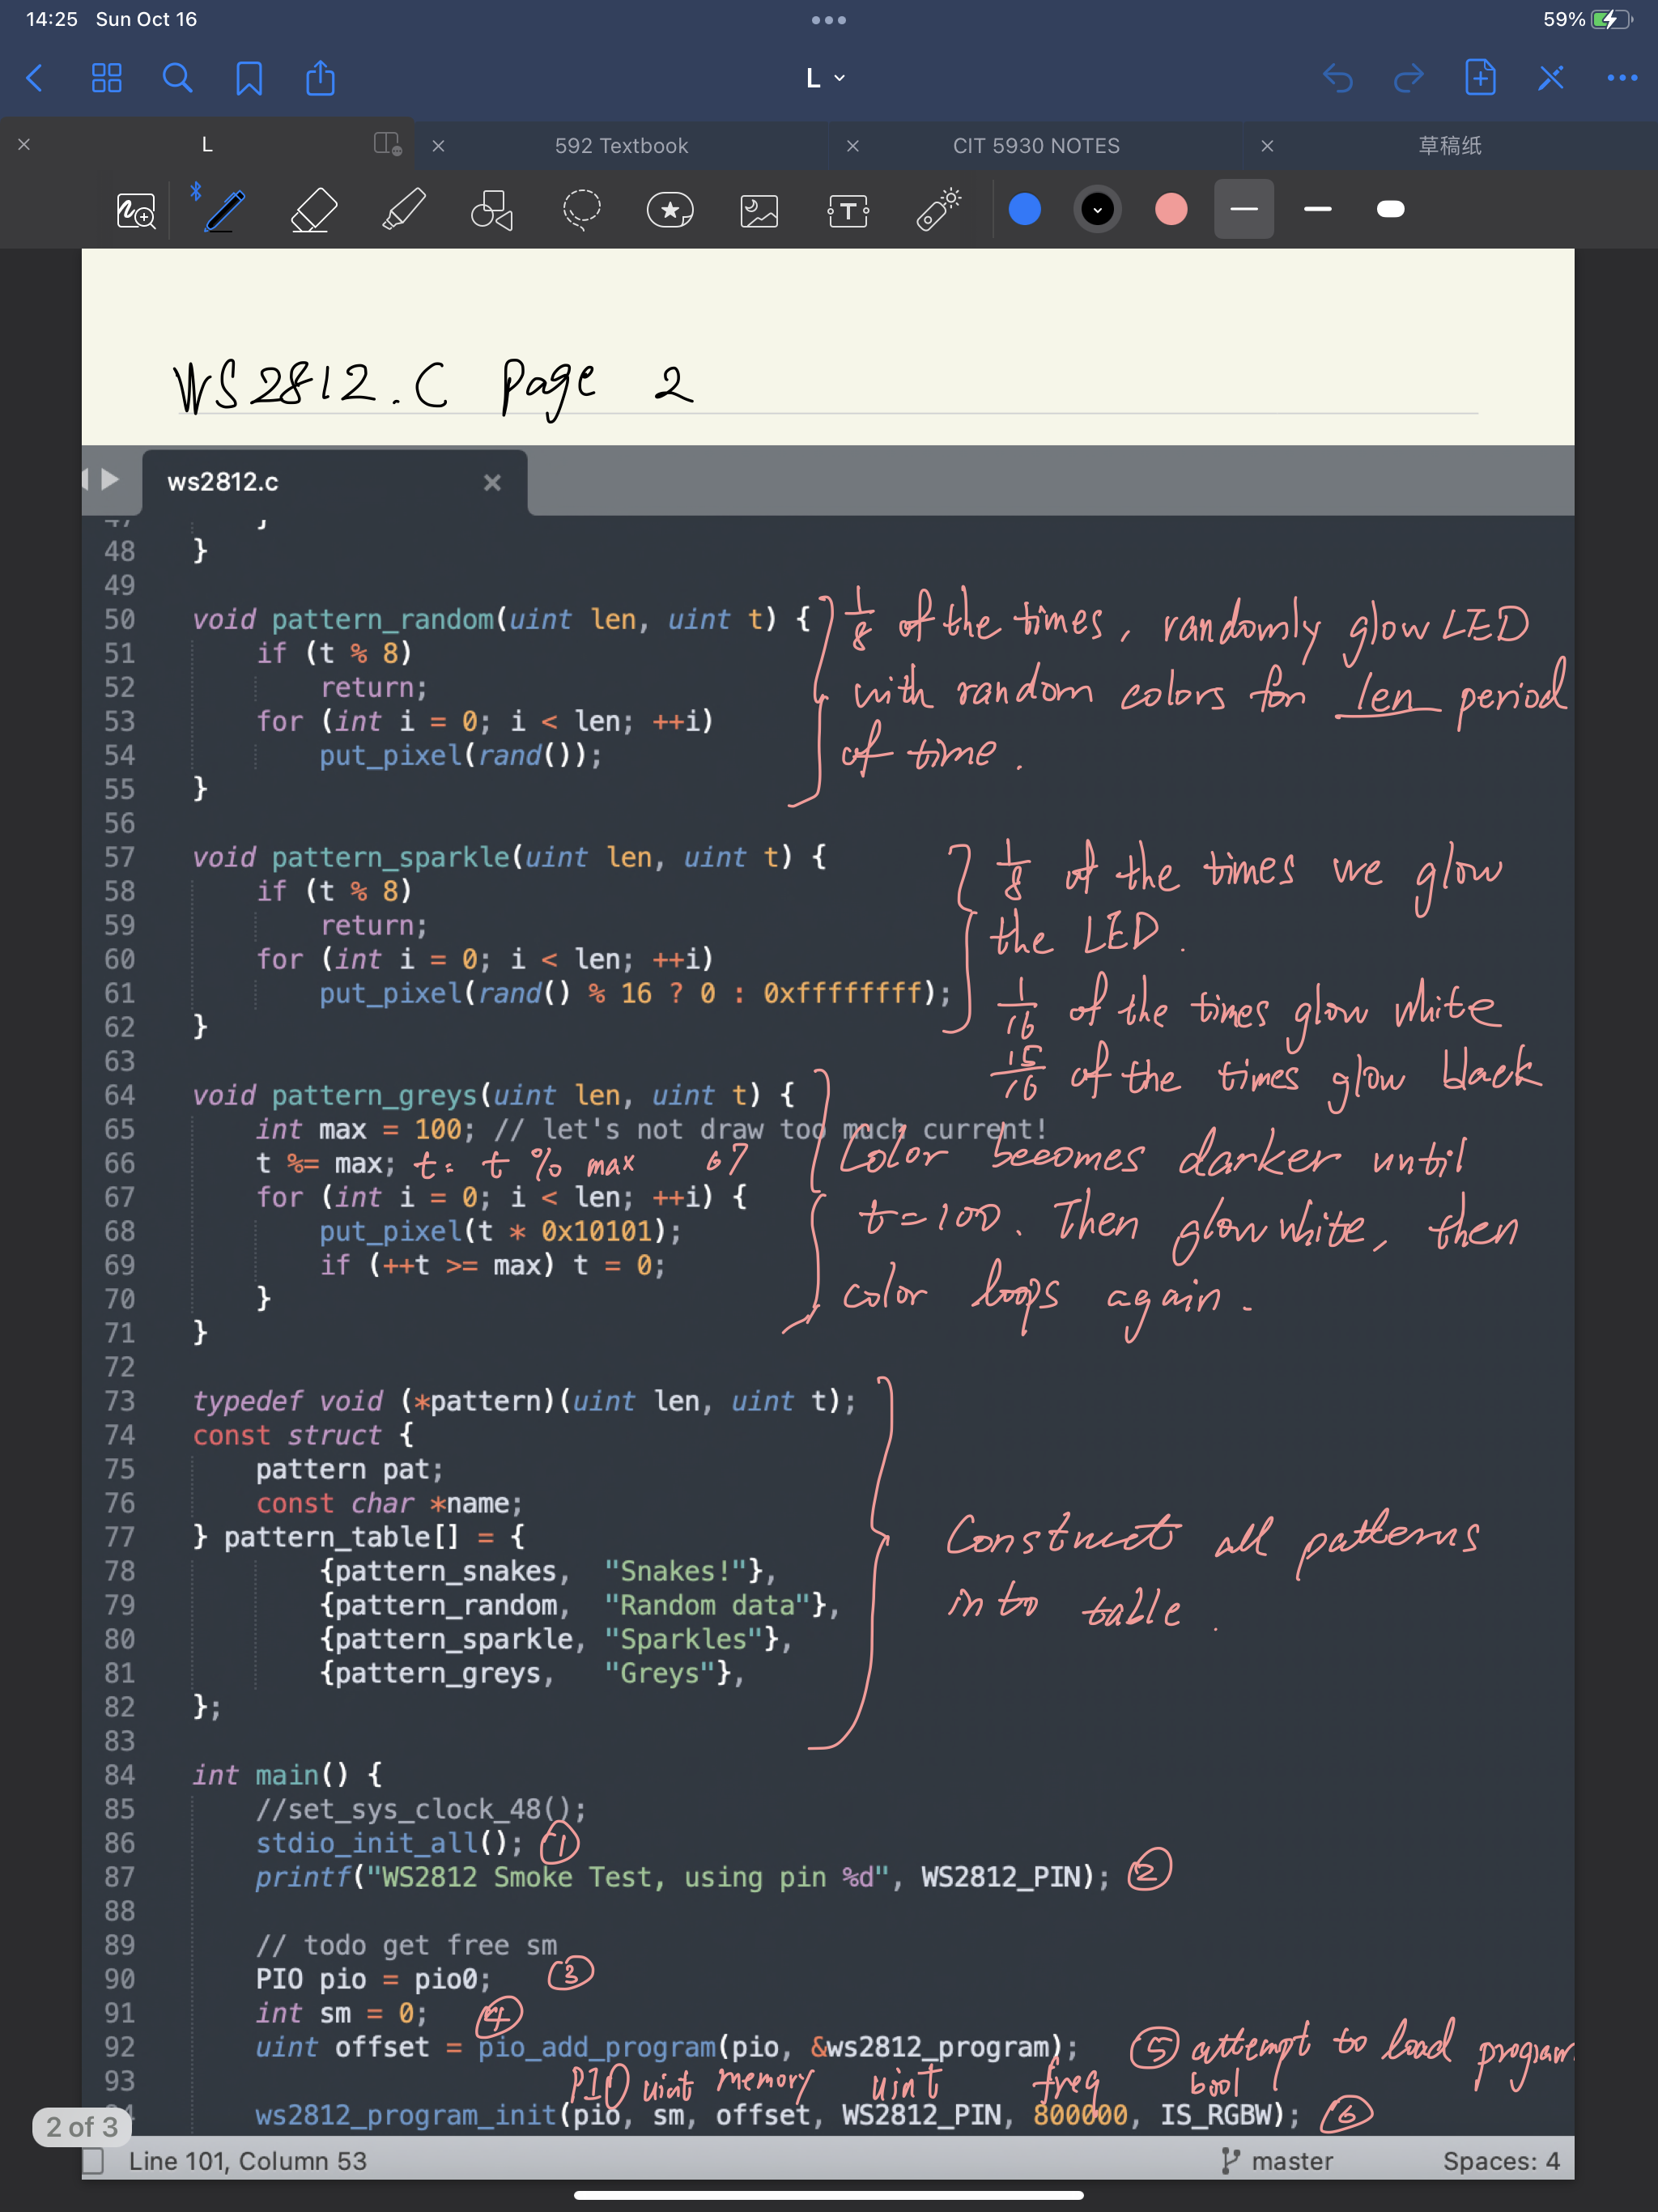 14:25 Sun Oct 16
59%
L
L
592 Textbook
CIT 5930 NOTES
草稿纸
WS2812.C Page 2
ws2812.c
47 }
48 }
49
50 void pattern_random(uint len, uint t) {
51 if (t % 8)
52 return;
53 for (int i = 0; i < len; ++i)
54 put_pixel(rand());
55 }
1/8 of the times, randomly glow LED
with random colors for len period
of time.
56
57 void pattern_sparkle(uint len, uint t) {
58 if (t % 8)
59 return;
60 for (int i = 0; i < len; ++i)
61 put_pixel(rand() % 16 ? 0 : 0xffffffff);
62 }
1/8 of the times we glow
the LED.
1/16 of the times glow white
15/16 of the times glow black
63
64 void pattern_greys(uint len, uint t) {
65 int max = 100; // let's not draw too much current!
66 t %= max; t = t % max 67
67 for (int i = 0; i < len; ++i) {
68 put_pixel(t * 0x10101);
69 if (++t >= max) t = 0;
70 }
71 }
Color becomes darker until
t=100. Then glow white, then
color loops again.
72
73 typedef void (*pattern)(uint len, uint t);
74 const struct {
75 pattern pat;
76 const char *name;
77 } pattern_table[] = {
78 {pattern_snakes, "Snakes!"},
79 {pattern_random, "Random data"},
80 {pattern_sparkle, "Sparkles"},
81 {pattern_greys, "Greys"},
82 };
Construct all patterns
into table.
83
84 int main() {
85 //set_sys_clock_48();
86 stdio_init_all(); ①
87 printf("WS2812 Smoke Test, using pin %d", WS2812_PIN); ②
88
89 // todo get free sm
90 PIO pio = pio0; ③
91 int sm = 0; ④
92 uint offset = pio_add_program(pio, &ws2812_program); ⑤ attempt to load program
93 PIO uint memory uint freq bool
94 ws2812_program_init(pio, sm, offset, WS2812_PIN, 800000, IS_RGBW); ⑥
2 of 3
Line 101, Column 53
master
Spaces: 4